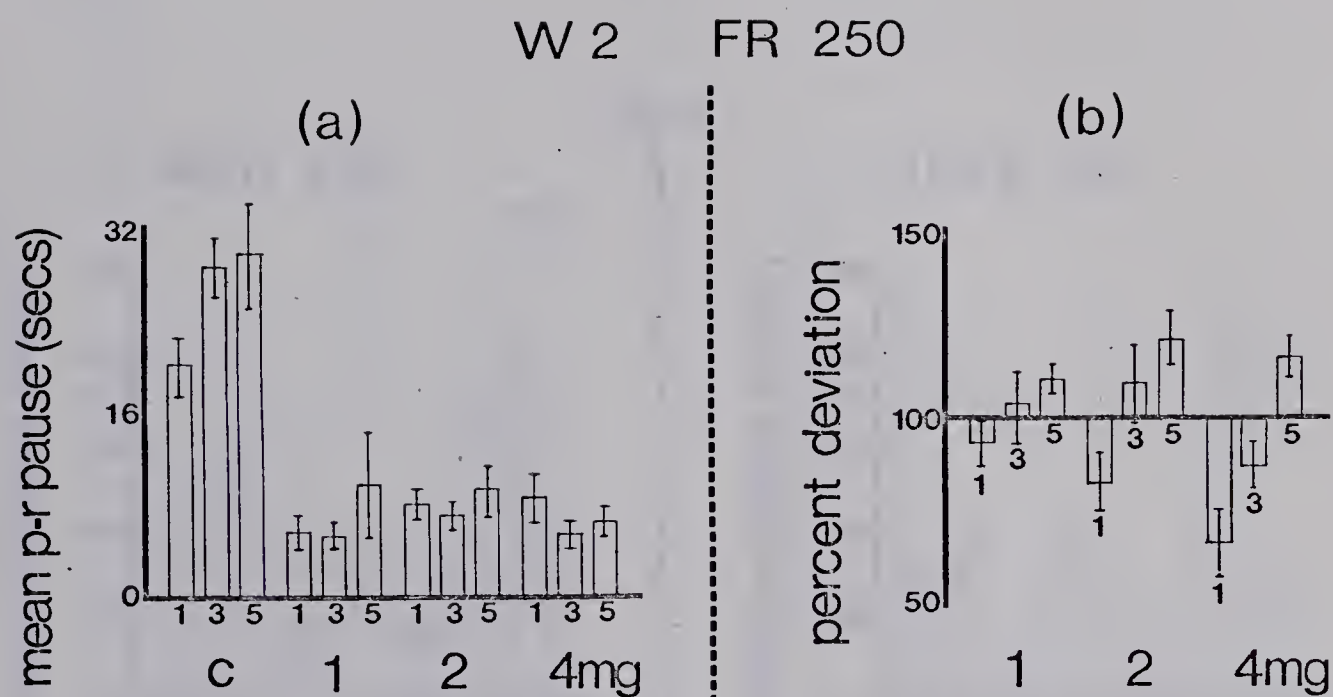 W 2 FR 250
(a)
mean p-r pause (secs)
32
16
0
1 3 5 1 3 5 1 3 5 1 3 5
c 1 2 4mg
(b)
percent deviation
150
100
50
1 3 5 1 3 5 1 3 5
1 2 4mg